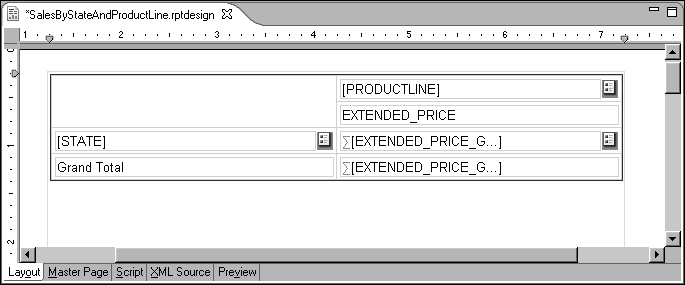 *SalesByStateAndProductLine.rptdesign
1 2 3 4 5 6 7
0
[PRODUCTLINE]
EXTENDED_PRICE
1
[STATE] Σ[EXTENDED_PRICE_G...]
Grand Total Σ[EXTENDED_PRICE_G...]
2
Layout Master Page Script XML Source Preview